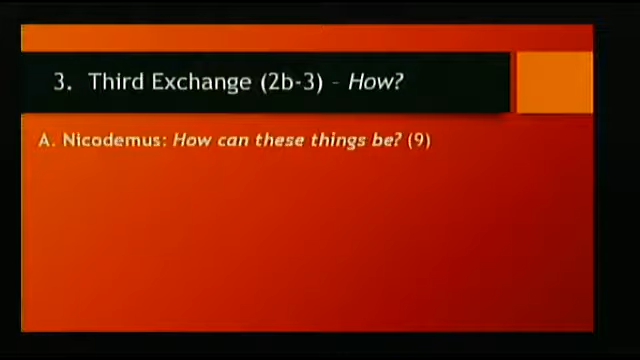 3. Third Exchange (2b-3) – How?
A. Nicodemus: How can these things be? (9)